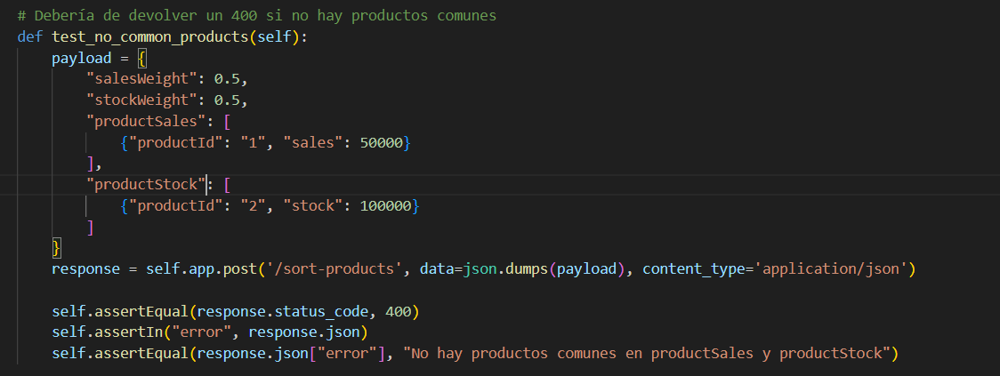 # Debería de devolver un 400 si no hay productos comunes
def test_no_common_products(self):
    payload = {
        "salesWeight": 0.5,
        "stockWeight": 0.5,
        "productSales": [
            {"productId": "1", "sales": 50000}
        ],
        "productStock": [
            {"productId": "2", "stock": 100000}
        ]
    }
    response = self.app.post('/sort-products', data=json.dumps(payload), content_type='application/json')

    self.assertEqual(response.status_code, 400)
    self.assertIn("error", response.json)
    self.assertEqual(response.json["error"], "No hay productos comunes en productSales y productStock")